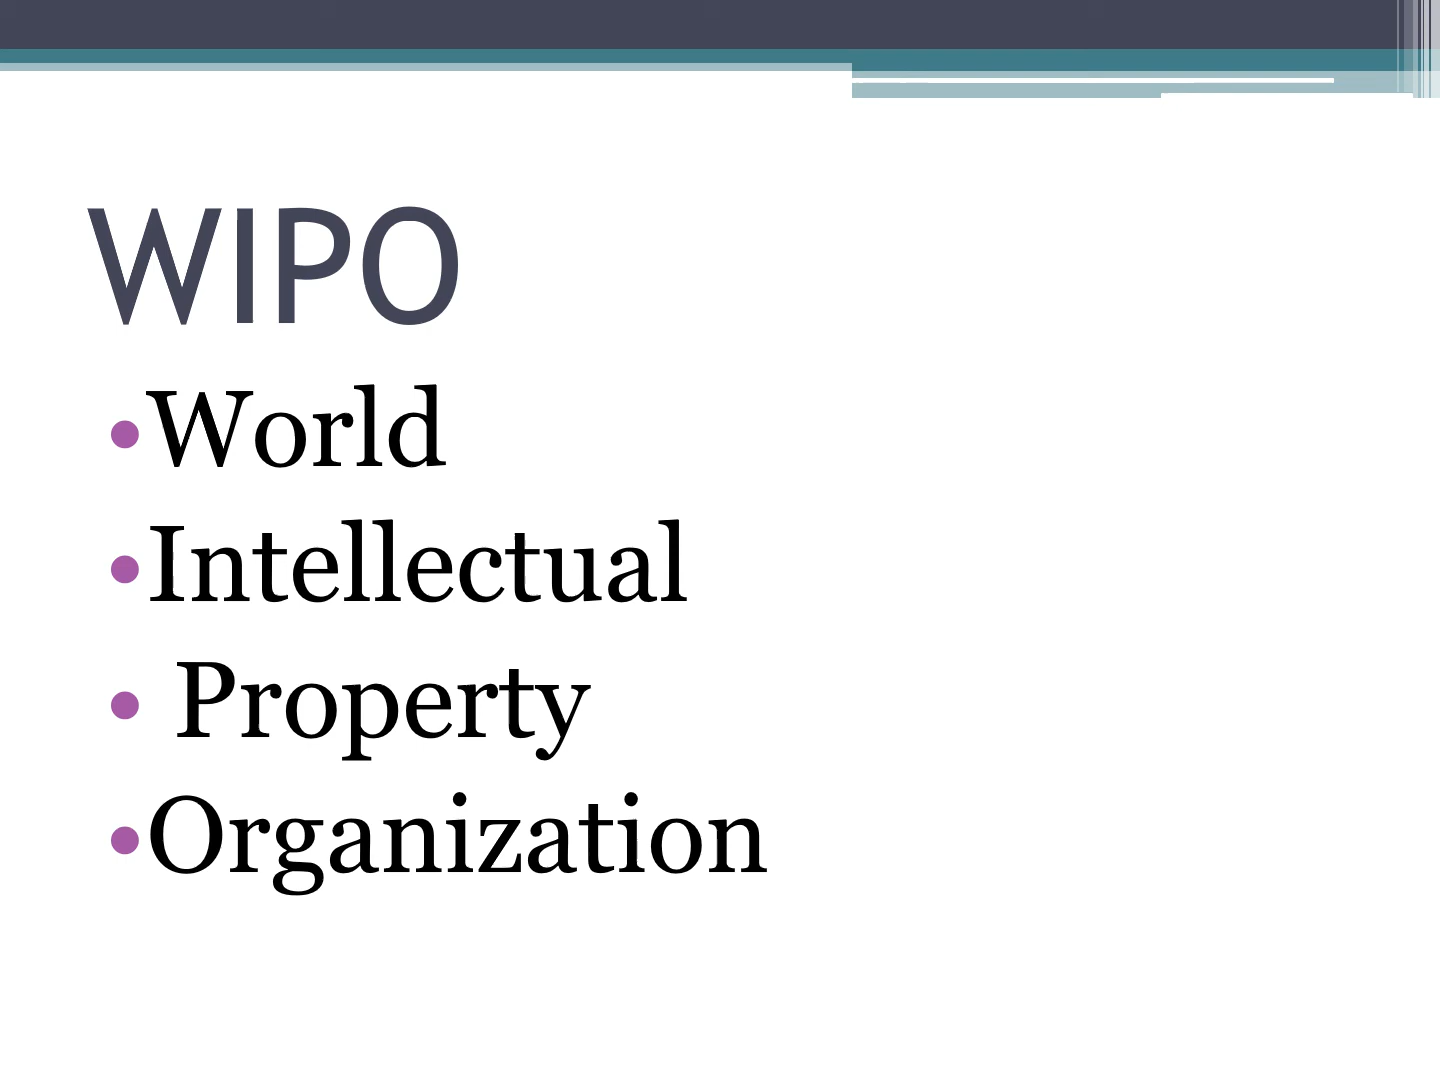 WIPO
•World
•Intellectual
• Property
•Organization